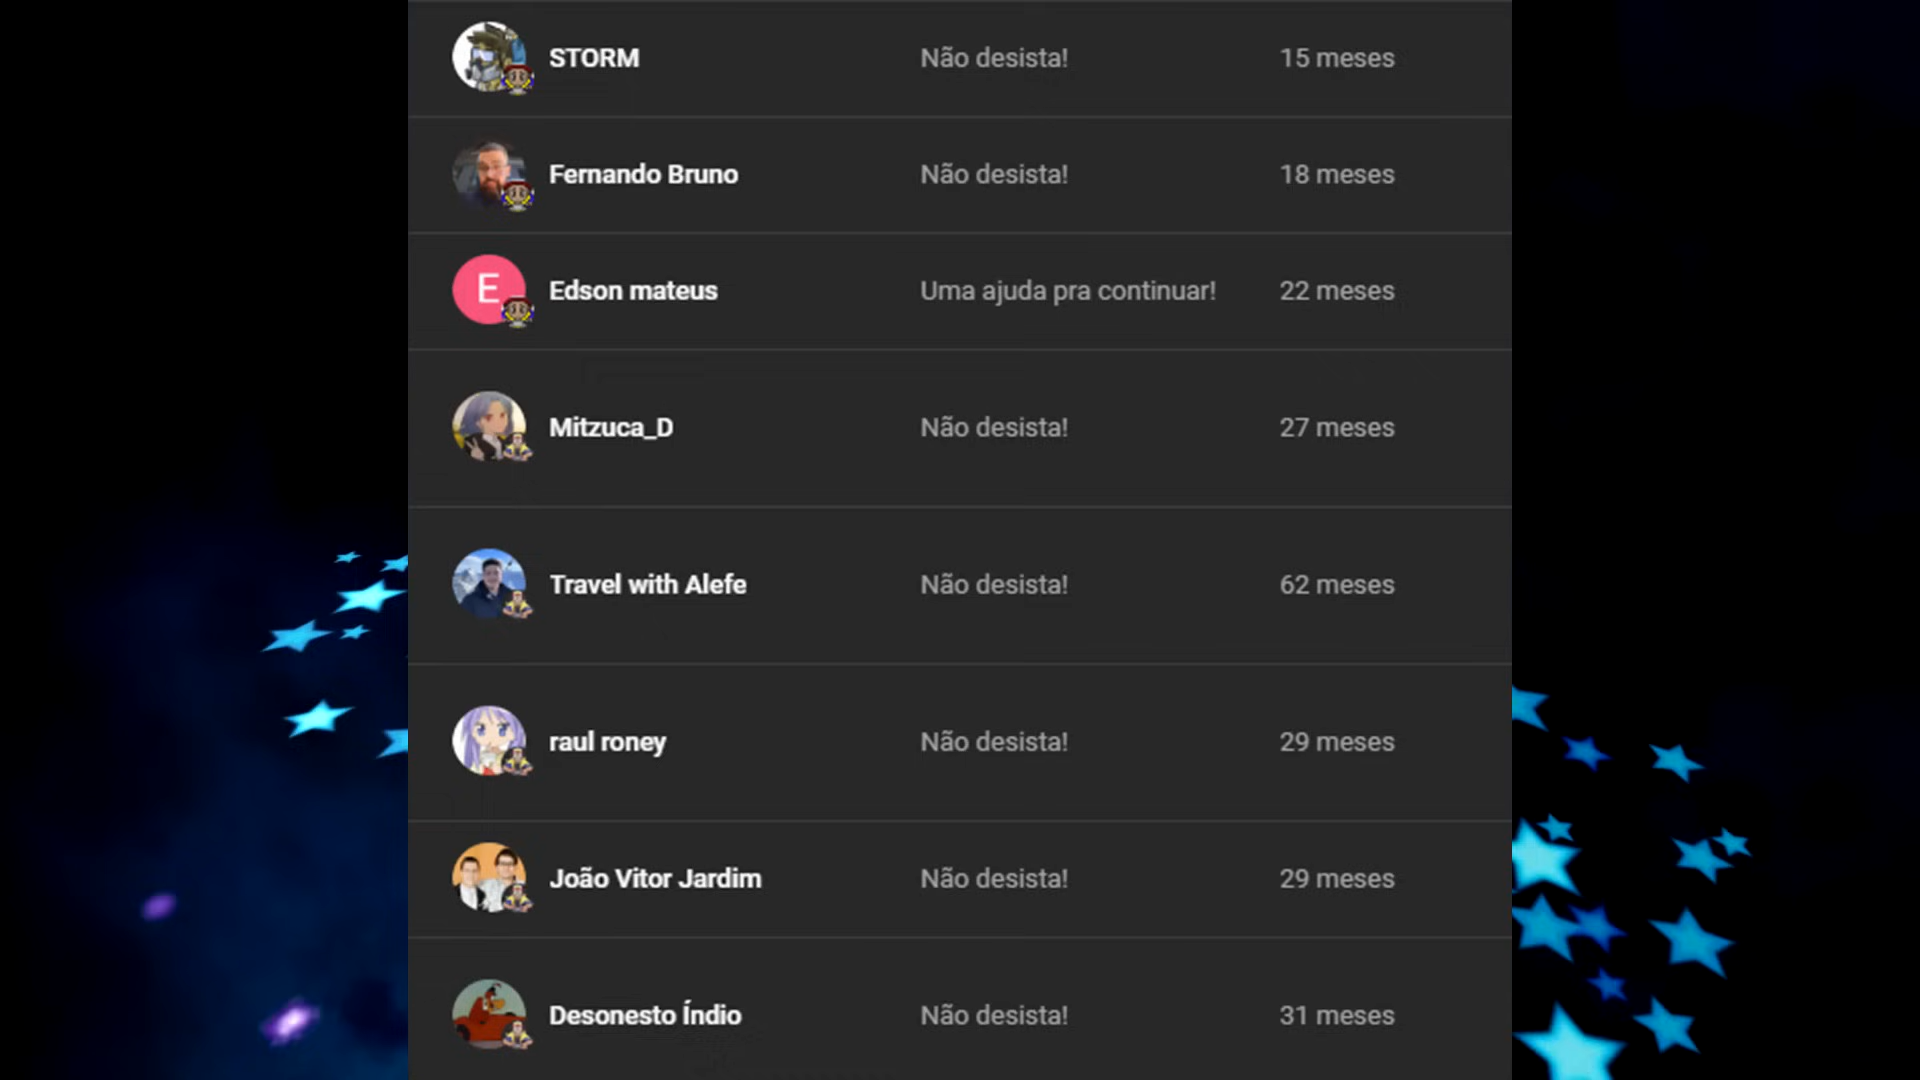 STORM Não desista! 15 meses
Fernando Bruno Não desista! 18 meses
E Edson mateus Uma ajuda pra continuar! 22 meses
Mitzuca_D Não desista! 27 meses
Travel with Alefe Não desista! 62 meses
raul roney Não desista! 29 meses
João Vitor Jardim Não desista! 29 meses
Desonesto Índio Não desista! 31 meses